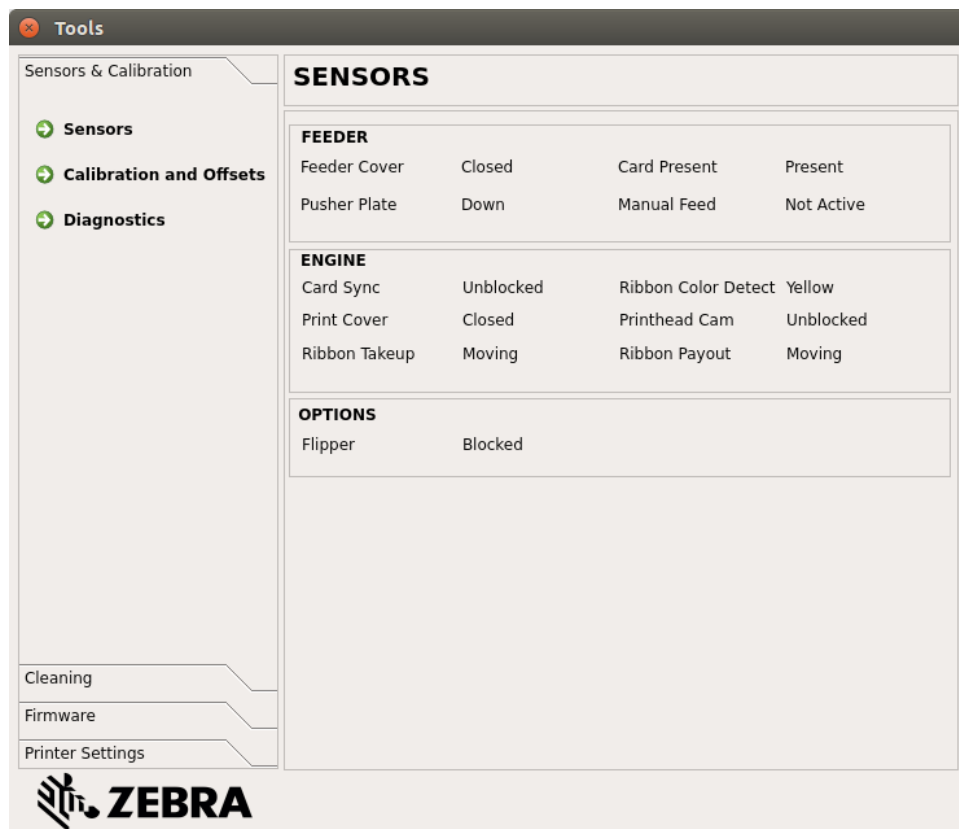 Tools
Sensors & Calibration
Sensors
Calibration and Offsets
Diagnostics
Cleaning
Firmware
Printer Settings
ZEBRA
SENSORS
FEEDER
Feeder Cover Closed Card Present Present
Pusher Plate Down Manual Feed Not Active
ENGINE
Card Sync Unblocked Ribbon Color Detect Yellow
Print Cover Closed Printhead Cam Unblocked
Ribbon Takeup Moving Ribbon Payout Moving
OPTIONS
Flipper Blocked